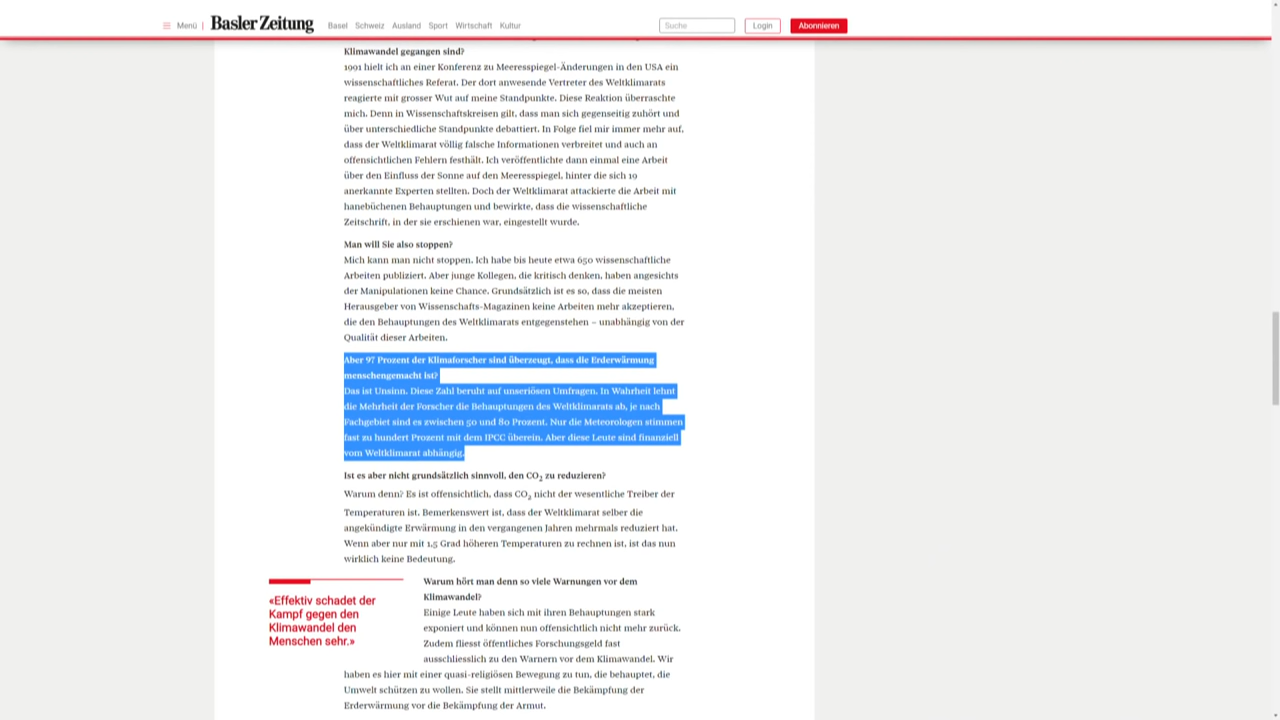 Menü
Basler Zeitung
Basel Schweiz Ausland Sport Wirtschaft Kultur
Suche
Login
Abonnieren
Klimawandel gegangen sind?
1991 hielt ich an einer Konferenz zu Meeresspiegel-Änderungen in den USA ein
wissenschaftliches Referat. Der dort anwesende Vertreter des Weltklimarats
reagierte mit grosser Wut auf meine Standpunkte. Diese Reaktion überraschte
mich. Denn in Wissenschaftskreisen gilt, dass man sich gegenseitig zuhört und
über unterschiedliche Standpunkte debattiert. In Folge fiel mir immer mehr auf,
dass der Weltklimarat völlig falsche Informationen verbreitet und auch an
offensichtlichen Fehlern festhält. Ich veröffentlichte dann einmal eine Arbeit
über den Einfluss der Sonne auf den Meeresspiegel, hinter die sich 19
anerkannte Experten stellten. Doch der Weltklimarat attackierte die Arbeit mit
hanebüchenen Behauptungen und bewirkte, dass die wissenschaftliche
Zeitschrift, in der sie erschienen war, eingestellt wurde.
Man will Sie also stoppen?
Mich kann man nicht stoppen. Ich habe bis heute etwa 650 wissenschaftliche
Arbeiten publiziert. Aber junge Kollegen, die kritisch denken, haben angesichts
der Manipulationen keine Chance. Grundsätzlich ist es so, dass die meisten
Herausgeber von Wissenschafts-Magazinen keine Arbeiten mehr akzeptieren,
die den Behauptungen des Weltklimarats entgegenstehen – unabhängig von der
Qualität dieser Arbeiten.
Aber 97 Prozent der Klimaforscher sind überzeugt, dass die Erderwärmung
menschengemacht ist?
Das ist Unsinn. Diese Zahl beruht auf unseriösen Umfragen. In Wahrheit lehnt
die Mehrheit der Forscher die Behauptungen des Weltklimarats ab, je nach
Fachgebiet sind es zwischen 50 und 80 Prozent. Nur die Meteorologen stimmen
fast zu hundert Prozent mit dem IPCC überein. Aber diese Leute sind finanziell
vom Weltklimarat abhängig.
Ist es aber nicht grundsätzlich sinnvoll, den CO₂ zu reduzieren?
Warum denn? Es ist offensichtlich, dass CO₂ nicht der wesentliche Treiber der
Temperaturen ist. Bemerkenswert ist, dass der Weltklimarat selber die
angekündigte Erwärmung in den vergangenen Jahren mehrmals reduziert hat.
Wenn aber nur mit 1,5 Grad höheren Temperaturen zu rechnen ist, ist das nun
wirklich keine Bedeutung.
«Effektiv schadet der
Kampf gegen den
Klimawandel den
Menschen sehr.»
Warum hört man denn so viele Warnungen vor dem
Klimawandel?
Einige Leute haben sich mit ihren Behauptungen stark
exponiert und können nun offensichtlich nicht mehr zurück.
Zudem fliesst öffentliches Forschungsgeld fast
ausschliesslich zu den Warnern vor dem Klimawandel. Wir
haben es hier mit einer quasi-religiösen Bewegung zu tun, die behauptet, die
Umwelt schützen zu wollen. Sie stellt mittlerweile die Bekämpfung der
Erderwärmung vor die Bekämpfung der Armut.